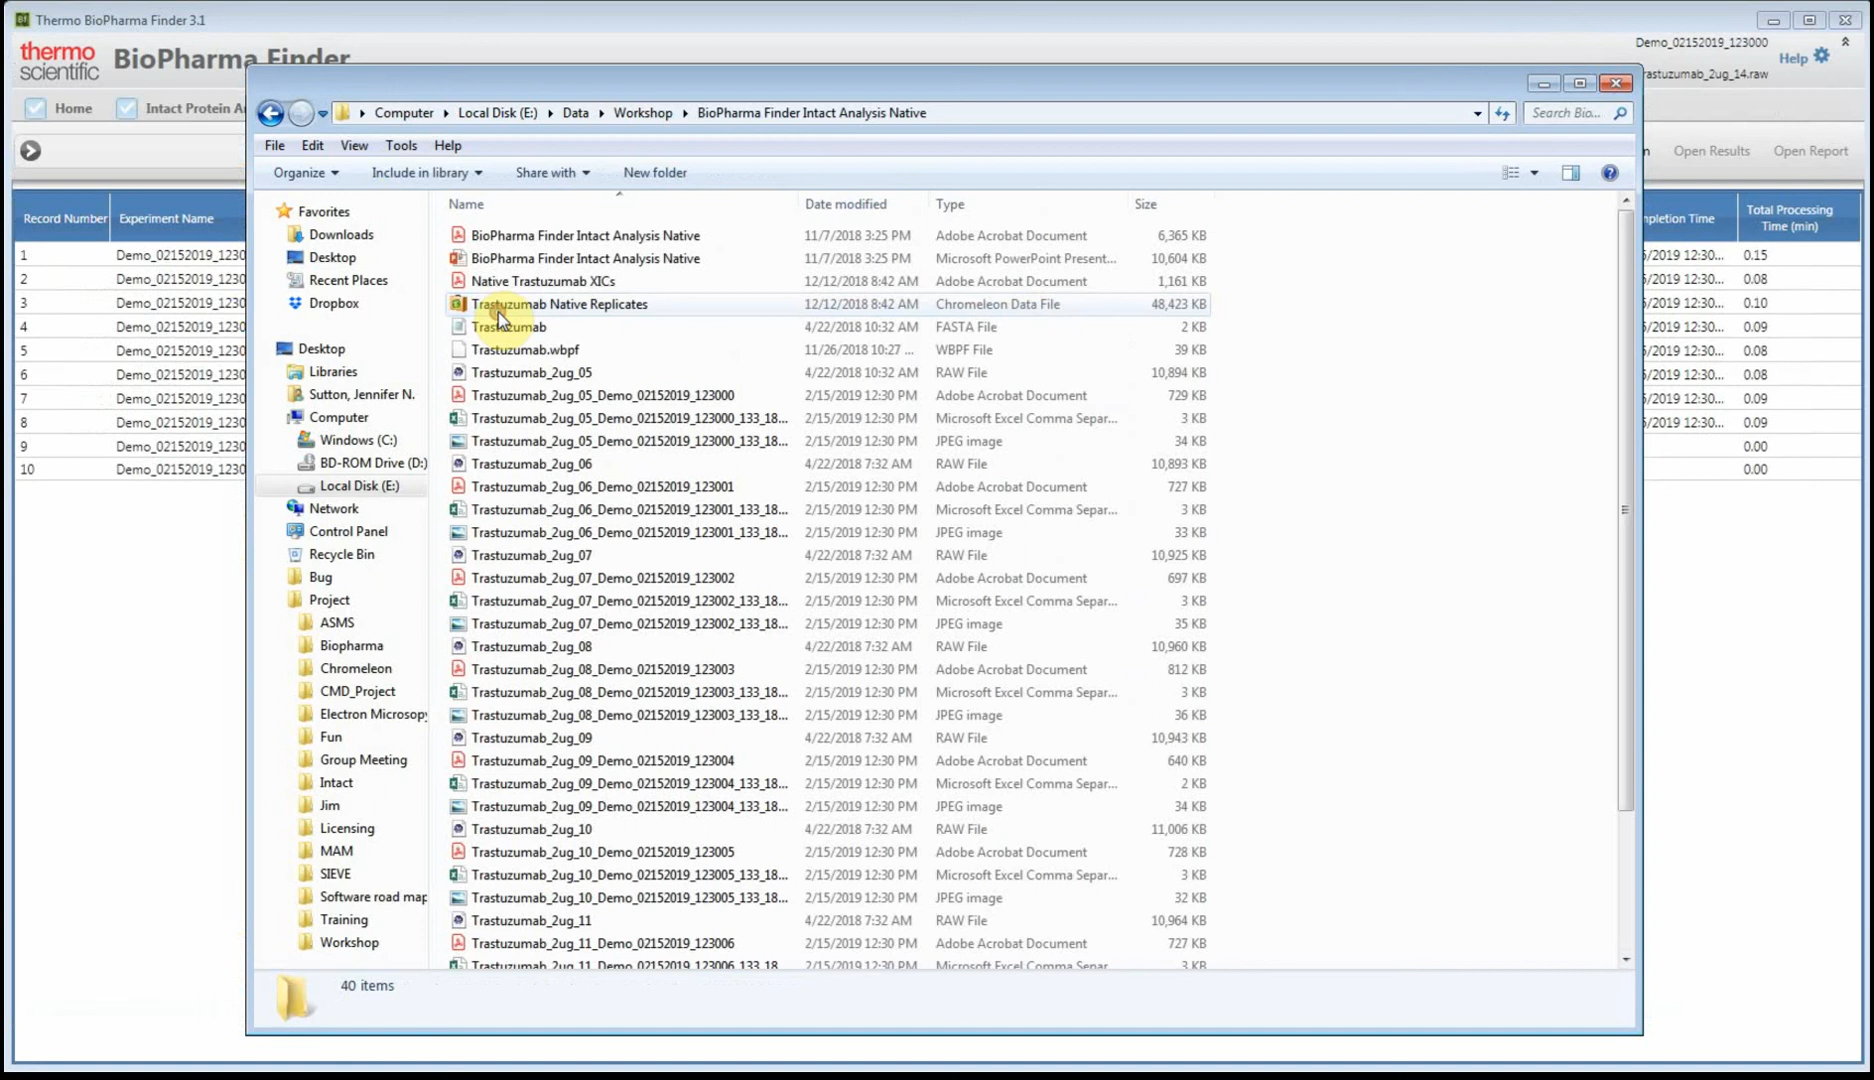 Thermo BioPharma Finder 3.1
thermo
scientific
BioPharma Finder
Demo_02152019_123000
Help
rastuzumab_2ug_14.raw
Home
Intact Protein A
Computer Local Disk (E:) Data Workshop BioPharma Finder Intact Analysis Native
Search Bio...
File Edit View Tools Help
Organize Include in library Share with New folder
Open Results Open Report
Name Date modified Type Size
Record Number Experiment Name
mpletion Time Total Processing
Time (min)
1 Demo_02152019_1230
2 Demo_02152019_1230
3 Demo_02152019_1230
4 Demo_02152019_1230
5 Demo_02152019_1230
6 Demo_02152019_1230
7 Demo_02152019_1230
8 Demo_02152019_1230
9 Demo_02152019_1230
10 Demo_02152019_1230
Favorites
Downloads
Desktop
Recent Places
Dropbox
Desktop
Libraries
Sutton, Jennifer N.
Computer
Windows (C:)
BD-ROM Drive (D:)
Local Disk (E:)
Network
Control Panel
Recycle Bin
Bug
Project
ASMS
Biopharma
Chromeleon
CMD_Project
Electron Microsopy
Fun
Group Meeting
Intact
Jim
Licensing
MAM
SIEVE
Software road map
Training
Workshop
BioPharma Finder Intact Analysis Native 11/7/2018 3:25 PM Adobe Acrobat Document 6,365 KB
BioPharma Finder Intact Analysis Native 11/7/2018 3:25 PM Microsoft PowerPoint Present... 10,604 KB
Native Trastuzumab XICs 12/12/2018 8:42 AM Adobe Acrobat Document 1,161 KB
Trastuzumab Native Replicates 12/12/2018 8:42 AM Chromeleon Data File 48,423 KB
Trastuzumab 4/22/2018 10:32 AM FASTA File 2 KB
Trastuzumab.wbpf 11/26/2018 10:27 ... WBPF File 39 KB
Trastuzumab_2ug_05 4/22/2018 10:32 AM RAW File 10,894 KB
Trastuzumab_2ug_05_Demo_02152019_123000 2/15/2019 12:30 PM Adobe Acrobat Document 729 KB
Trastuzumab_2ug_05_Demo_02152019_123000_133_18... 2/15/2019 12:30 PM Microsoft Excel Comma Separ... 3 KB
Trastuzumab_2ug_05_Demo_02152019_123000_133_18... 2/15/2019 12:30 PM JPEG image 34 KB
Trastuzumab_2ug_06 4/22/2018 7:32 AM RAW File 10,893 KB
Trastuzumab_2ug_06_Demo_02152019_123001 2/15/2019 12:30 PM Adobe Acrobat Document 727 KB
Trastuzumab_2ug_06_Demo_02152019_123001_133_18... 2/15/2019 12:30 PM Microsoft Excel Comma Separ... 3 KB
Trastuzumab_2ug_06_Demo_02152019_123001_133_18... 2/15/2019 12:30 PM JPEG image 33 KB
Trastuzumab_2ug_07 4/22/2018 7:32 AM RAW File 10,925 KB
Trastuzumab_2ug_07_Demo_02152019_123002 2/15/2019 12:30 PM Adobe Acrobat Document 697 KB
Trastuzumab_2ug_07_Demo_02152019_123002_133_18... 2/15/2019 12:30 PM Microsoft Excel Comma Separ... 3 KB
Trastuzumab_2ug_07_Demo_02152019_123002_133_18... 2/15/2019 12:30 PM JPEG image 35 KB
Trastuzumab_2ug_08 4/22/2018 7:32 AM RAW File 10,960 KB
Trastuzumab_2ug_08_Demo_02152019_123003 2/15/2019 12:30 PM Adobe Acrobat Document 812 KB
Trastuzumab_2ug_08_Demo_02152019_123003_133_18... 2/15/2019 12:30 PM Microsoft Excel Comma Separ... 3 KB
Trastuzumab_2ug_08_Demo_02152019_123003_133_18... 2/15/2019 12:30 PM JPEG image 36 KB
Trastuzumab_2ug_09 4/22/2018 7:32 AM RAW File 10,943 KB
Trastuzumab_2ug_09_Demo_02152019_123004 2/15/2019 12:30 PM Adobe Acrobat Document 640 KB
Trastuzumab_2ug_09_Demo_02152019_123004_133_18... 2/15/2019 12:30 PM Microsoft Excel Comma Separ... 2 KB
Trastuzumab_2ug_09_Demo_02152019_123004_133_18... 2/15/2019 12:30 PM JPEG image 34 KB
Trastuzumab_2ug_10 4/22/2018 7:32 AM RAW File 11,006 KB
Trastuzumab_2ug_10_Demo_02152019_123005 2/15/2019 12:30 PM Adobe Acrobat Document 728 KB
Trastuzumab_2ug_10_Demo_02152019_123005_133_18... 2/15/2019 12:30 PM Microsoft Excel Comma Separ... 3 KB
Trastuzumab_2ug_10_Demo_02152019_123005_133_18... 2/15/2019 12:30 PM JPEG image 32 KB
Trastuzumab_2ug_11 4/22/2018 7:32 AM RAW File 10,964 KB
Trastuzumab_2ug_11_Demo_02152019_123006 2/15/2019 12:30 PM Adobe Acrobat Document 727 KB
Trastuzumab_2ug_11_Demo_02152019_123006_133_18... 2/15/2019 12:30 PM Microsoft Excel Comma Separ... 3 KB
5/2019 12:30... 0.15
5/2019 12:30... 0.08
5/2019 12:30... 0.10
5/2019 12:30... 0.09
5/2019 12:30... 0.08
5/2019 12:30... 0.08
5/2019 12:30... 0.09
5/2019 12:30... 0.09
0.00
0.00
40 items